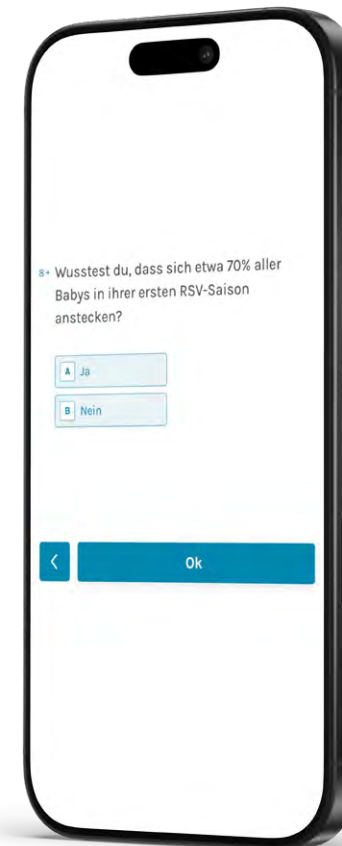 8→ Wusstest du, dass sich etwa 70% aller
Babys in ihrer ersten RSV-Saison
anstecken?
A Ja
B Nein
Ok